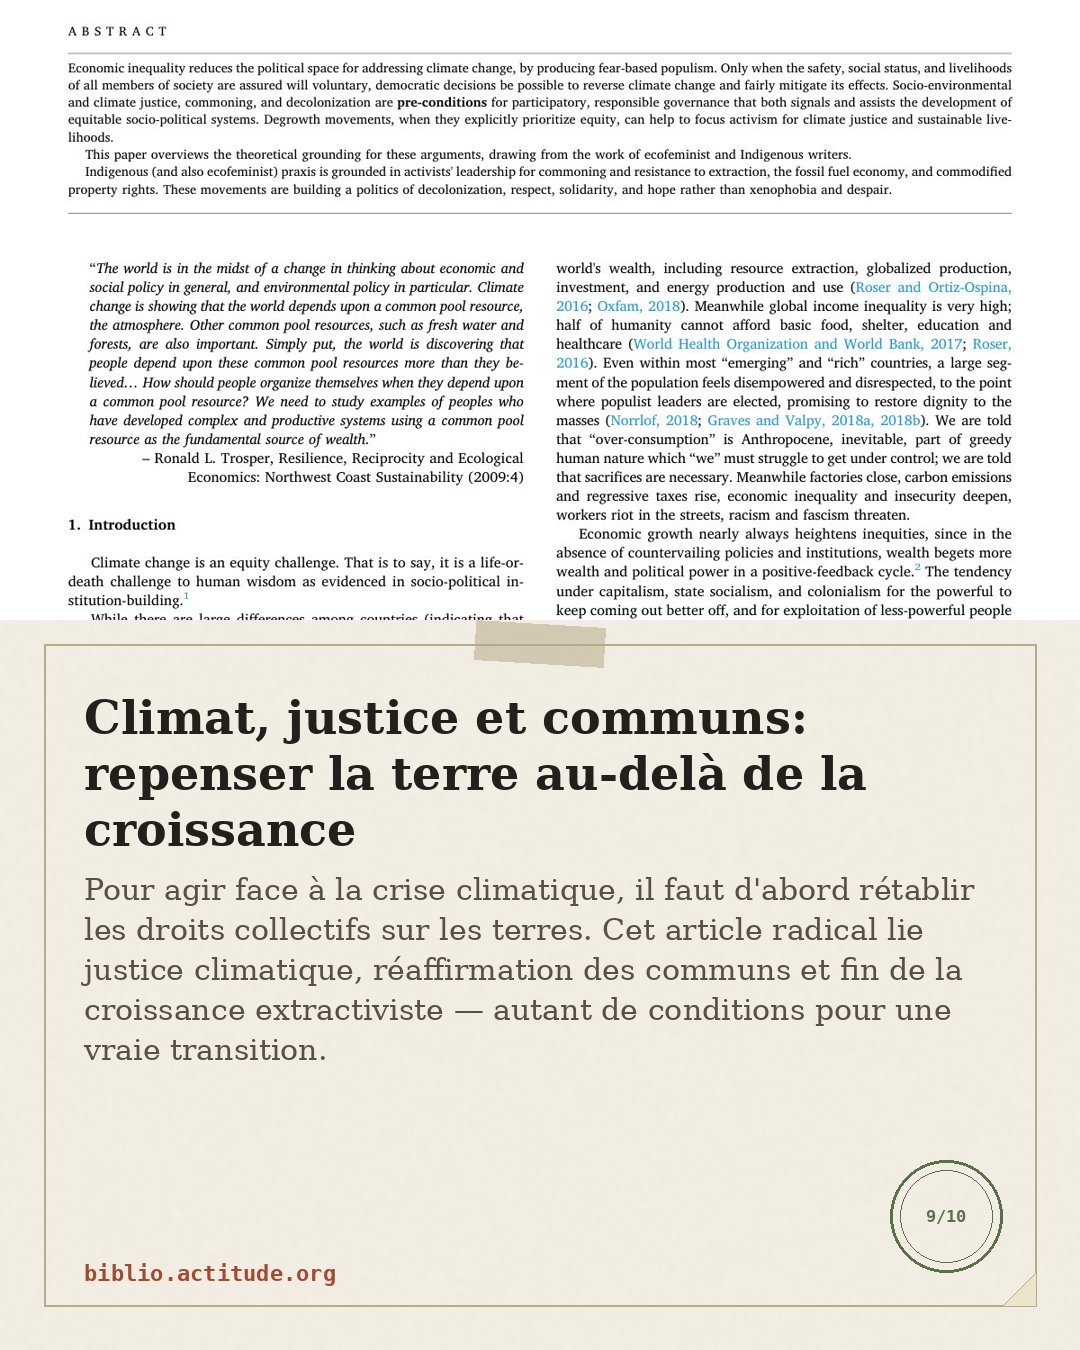 ABSTRACT
Economic inequality reduces the political space for addressing climate change, by producing fear-based populism. Only when the safety, social status, and livelihoods
of all members of society are assured will voluntary, democratic decisions be possible to reverse climate change and fairly mitigate its effects. Socio-environmental
and climate justice, commoning, and decolonization are pre-conditions for participatory, responsible governance that both signals and assists the development of
equitable socio-political systems. Degrowth movements, when they explicitly prioritize equity, can help to focus activism for climate justice and sustainable live-
lihoods.
This paper overviews the theoretical grounding for these arguments, drawing from the work of ecofeminist and Indigenous writers.
Indigenous (and also ecofeminist) praxis is grounded in activists' leadership for commoning and resistance to extraction, the fossil fuel economy, and commodified
property rights. These movements are building a politics of decolonization, respect, solidarity, and hope rather than xenophobia and despair.
“The world is in the midst of a change in thinking about economic and
social policy in general, and environmental policy in particular. Climate
change is showing that the world depends upon a common pool resource,
the atmosphere. Other common pool resources, such as fresh water and
forests, are also important. Simply put, the world is discovering that
people depend upon these common pool resources more than they be-
lieved… How should people organize themselves when they depend upon
a common pool resource? We need to study examples of peoples who
have developed complex and productive systems using a common pool
resource as the fundamental source of wealth.”
– Ronald L. Trosper, Resilience, Reciprocity and Ecological
Economics: Northwest Coast Sustainability (2009:4)
1. Introduction
Climate change is an equity challenge. That is to say, it is a life-or-
death challenge to human wisdom as evidenced in socio-political in-
stitution-building.1
While there are large differences among countries (indicating that
world's wealth, including resource extraction, globalized production,
investment, and energy production and use (Roser and Ortiz-Ospina,
2016; Oxfam, 2018). Meanwhile global income inequality is very high;
half of humanity cannot afford basic food, shelter, education and
healthcare (World Health Organization and World Bank, 2017; Roser,
2016). Even within most “emerging” and “rich” countries, a large seg-
ment of the population feels disempowered and disrespected, to the point
where populist leaders are elected, promising to restore dignity to the
masses (Norrlof, 2018; Graves and Valpy, 2018a, 2018b). We are told
that “over-consumption” is Anthropocene, inevitable, part of greedy
human nature which “we” must struggle to get under control; we are told
that sacrifices are necessary. Meanwhile factories close, carbon emissions
and regressive taxes rise, economic inequality and insecurity deepen,
workers riot in the streets, racism and fascism threaten.
Economic growth nearly always heightens inequities, since in the
absence of countervailing policies and institutions, wealth begets more
wealth and political power in a positive-feedback cycle.2 The tendency
under capitalism, state socialism, and colonialism for the powerful to
keep coming out better off, and for exploitation of less-powerful people
Climat, justice et communs:
repenser la terre au-delà de la
croissance
Pour agir face à la crise climatique, il faut d'abord rétablir
les droits collectifs sur les terres. Cet article radical lie
justice climatique, réaffirmation des communs et fin de la
croissance extractiviste — autant de conditions pour une
vraie transition.
9/10
biblio.actitude.org